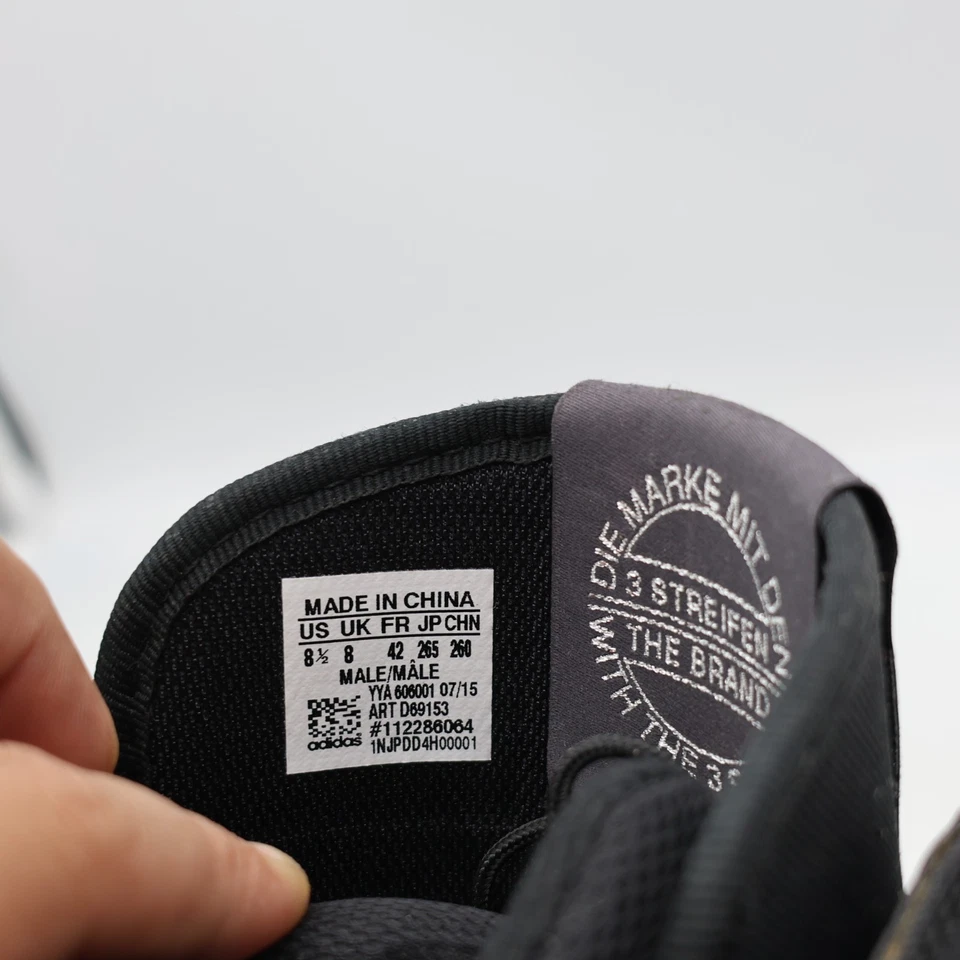 MADE IN CHINA
US UK FR JP CHN
8½ 8 42 265 260
MALE/MÂLE
YYA 606001 07/15
ART D69153
#112286064
adidas 1NJPDD4H00001
DIE MARKE MIT DEN
3 STREIFEN
THE BRAND
WITH THE 3